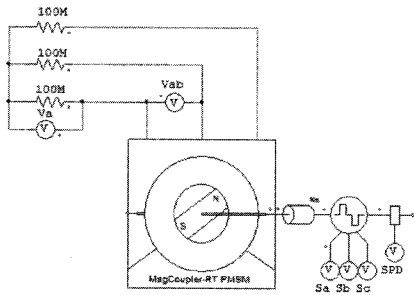 100M
100M
100M
Va
V
Vab
V
N
S
MagCoupler-RT PMSM
V
V
V
V
Sa Sb Sc
SPD